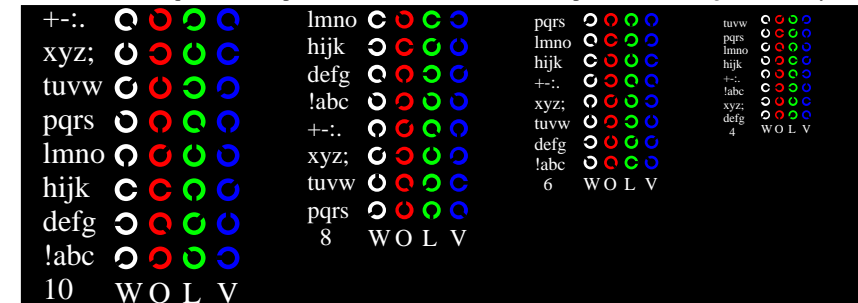 +-:.
xyz;
tuvw
pqrs
lmno
hijk
defg
!abc
10 W O L V
lmno
hijk
defg
!abc
+-:.
xyz;
tuvw
pqrs
8 W O L V
pqrs
lmno
hijk
+-:.
xyz;
tuvw
defg
!abc
6 W O L V
tuvw
pqrs
lmno
hijk
+-:.
!abc
xyz;
defg
4 W O L V